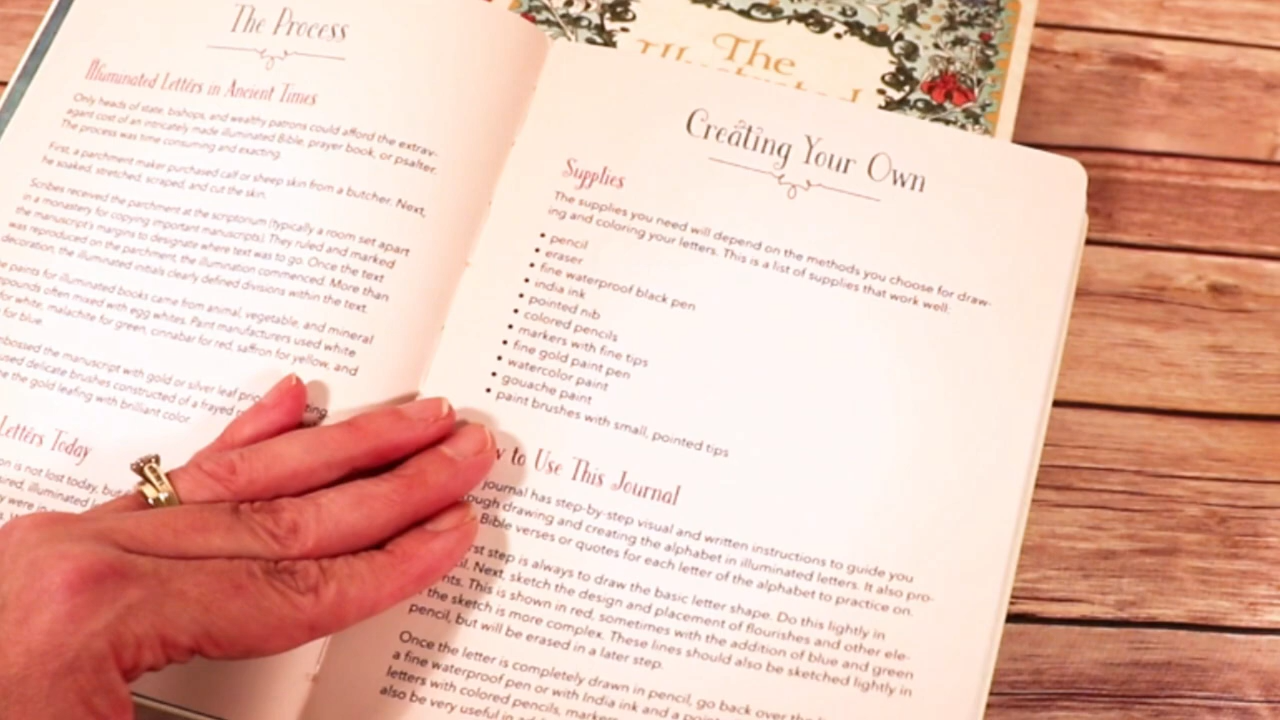 The Process
Illuminated Letters in Ancient Times
Only heads of state, bishops, and wealthy patrons could afford the extrav-
agant cost of an intricately made illuminated Bible, prayer book, or psalter.
The process was time consuming and exacting.
First, a parchment maker purchased calf or sheep skin from a butcher. Next,
he soaked, stretched, scraped, and cut the skin.
Scribes received the parchment at the scriptorium (typically a room set apart
in a monastery for copying important manuscripts). They ruled and marked
the manuscript's margins to designate where text was to go. Once the text
was reproduced on the parchment, the illumination commenced. More than
decoration, the illuminated initials clearly defined divisions within the text.
paints for illuminated books came from animal, vegetable, and mineral
often mixed with egg whites. Paint manufacturers used white
for white, malachite for green, cinnabar for red, saffron for yellow, and
for blue.
the manuscript with gold or silver leaf
used delicate brushes constructed of a frayed
the gold leafing with brilliant color.
Letters Today
is not lost today, but
illuminated
were
The
Illustrated
Creating Your Own
Supplies
The supplies you need will depend on the methods you choose for draw-
ing and coloring your letters. This is a list of supplies that work well:
• pencil
• eraser
• fine waterproof black pen
• india ink
• pointed nib
• colored pencils
• markers with fine tips
• fine gold paint pen
• watercolor paint
• gouache paint
• paint brushes with small, pointed tips
to Use This Journal
journal has step-by-step visual and written instructions to guide you
drawing and creating the alphabet in illuminated letters. It also pro-
Bible verses or quotes for each letter of the alphabet to practice on.
step is always to draw the basic letter shape. Do this lightly in
Next, sketch the design and placement of flourishes and other ele-
This is shown in red, sometimes with the addition of blue and green
the sketch is more complex. These lines should also be sketched lightly in
pencil, but will be erased in a later step.
Once the letter is completely drawn in pencil, go back over the
a fine waterproof pen or with India ink and a
letters with colored pencils,
also be very useful in